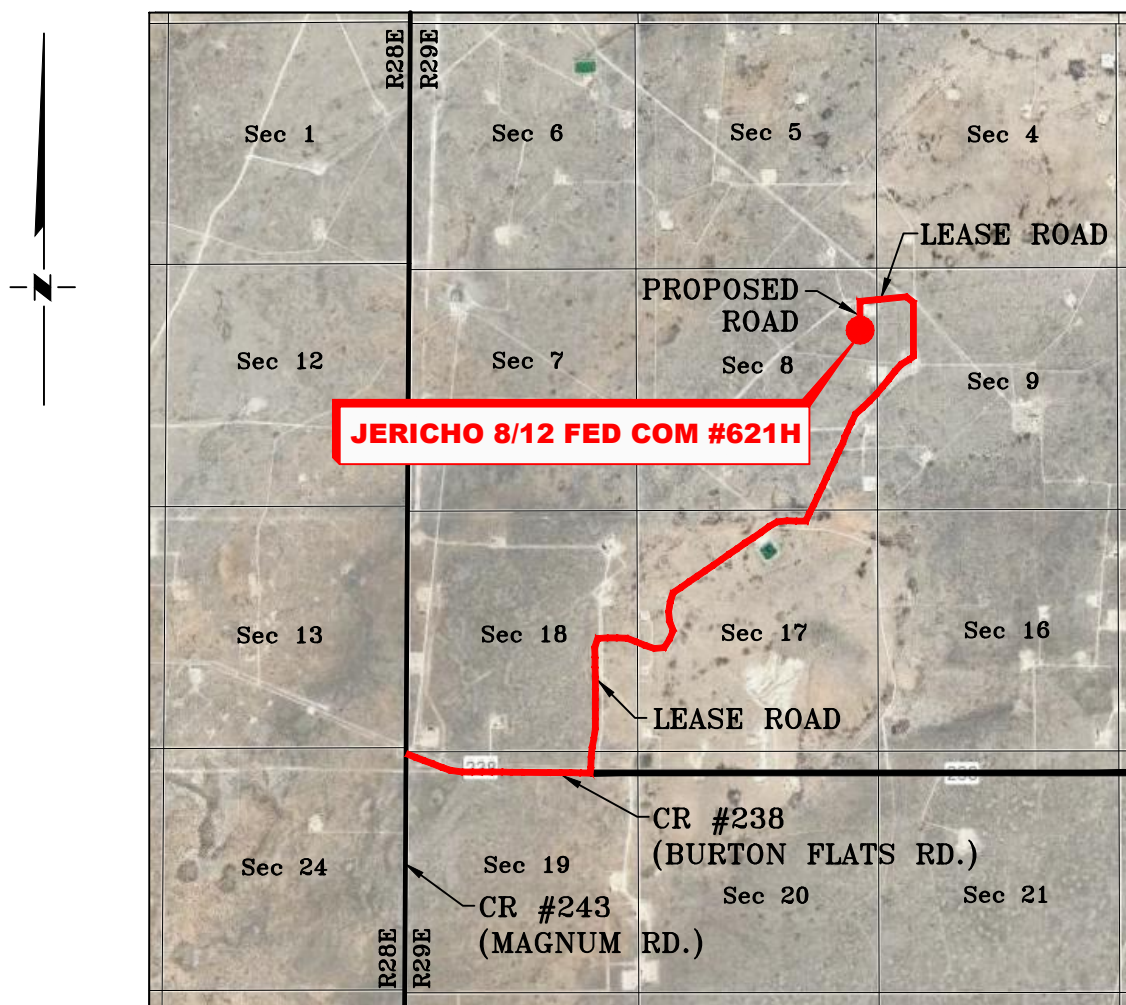 R28E
R29E
Sec 1
Sec 6
Sec 5
Sec 4
LEASE ROAD
PROPOSED
ROAD
N
Sec 12
Sec 7
Sec 8
Sec 9
JERICHO 8/12 FED COM #621H
Sec 13
Sec 18
Sec 17
Sec 16
LEASE ROAD
238
CR #238
(BURTON FLATS RD.)
Sec 24
Sec 19
Sec 20
Sec 21
CR #243
(MAGNUM RD.)
R28E
R29E